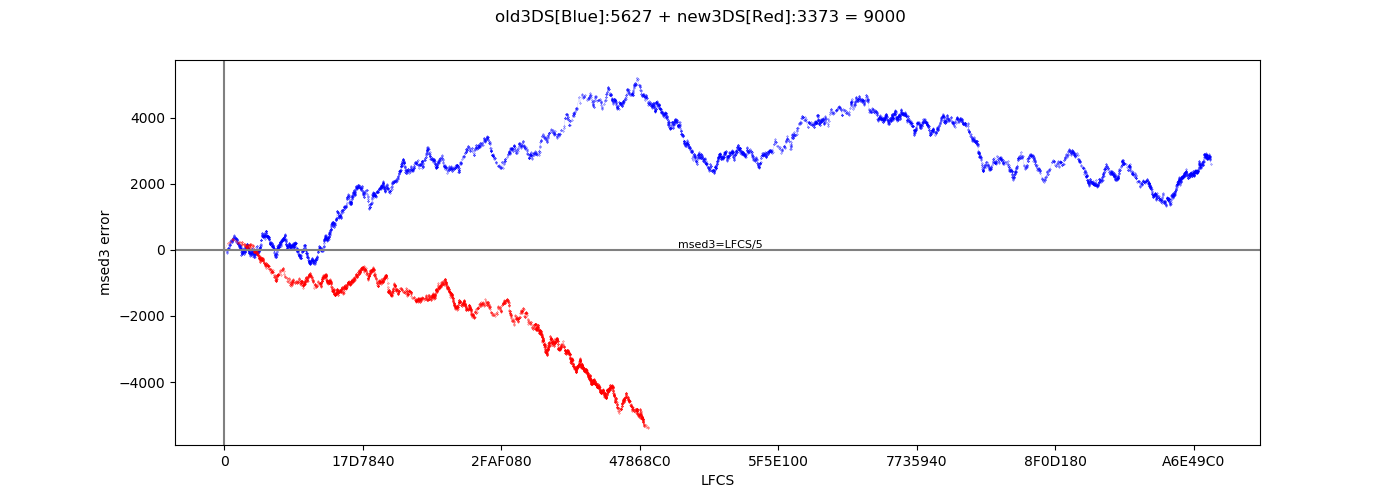 old3DS[Blue]:5627 + new3DS[Red]:3373 = 9000
4000
2000
0
−2000
−4000
msed3 error
msed3=LFCS/5
0 17D7840 2FAF080 47868C0 5F5E100 7735940 8F0D180 A6E49C0
LFCS